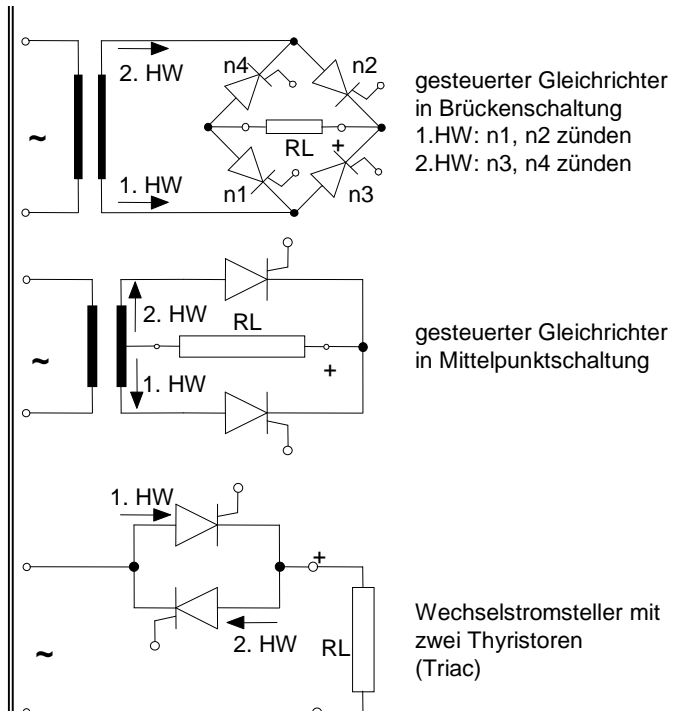 2. HW
n4
n2
~
RL
+
1. HW
n1
n3
gesteuerter Gleichrichter
in Brückenschaltung
1.HW: n1, n2 zünden
2.HW: n3, n4 zünden
2. HW
RL
~
+
1. HW
gesteuerter Gleichrichter
in Mittelpunktschaltung
1. HW
+
2. HW
~
RL
Wechselstromsteller mit
zwei Thyristoren
(Triac)